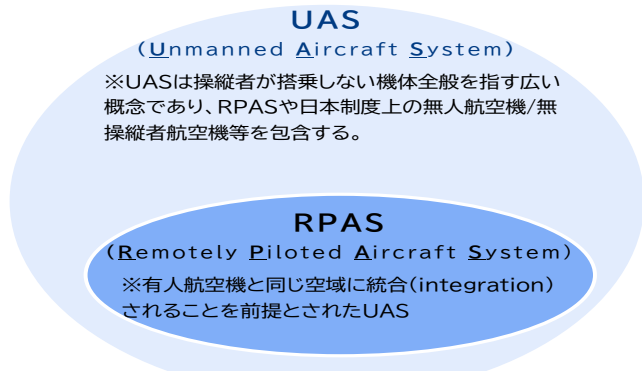 UAS
(Unmanned Aircraft System)
※UASは操縦者が搭乗しない機体全般を指す広い
概念であり、RPASや日本制度上の無人航空機/無
操縦者航空機等を包含する。
RPAS
(Remotely Piloted Aircraft System)
※有人航空機と同じ空域に統合(integration)
されることを前提とされたUAS